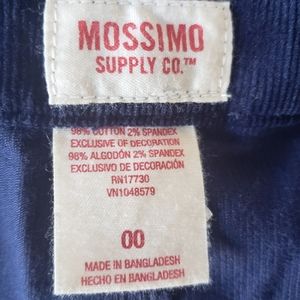 MOSSIMO
SUPPLY CO.™
98% COTTON 2% SPANDEX
EXCLUSIVE OF DECORATION
98% ALGODÓN 2% SPANDEX
EXCLUSIVO DE DECORACIÓN
RN17730
VN1048579
00
MADE IN BANGLADESH
HECHO EN BANGLADESH